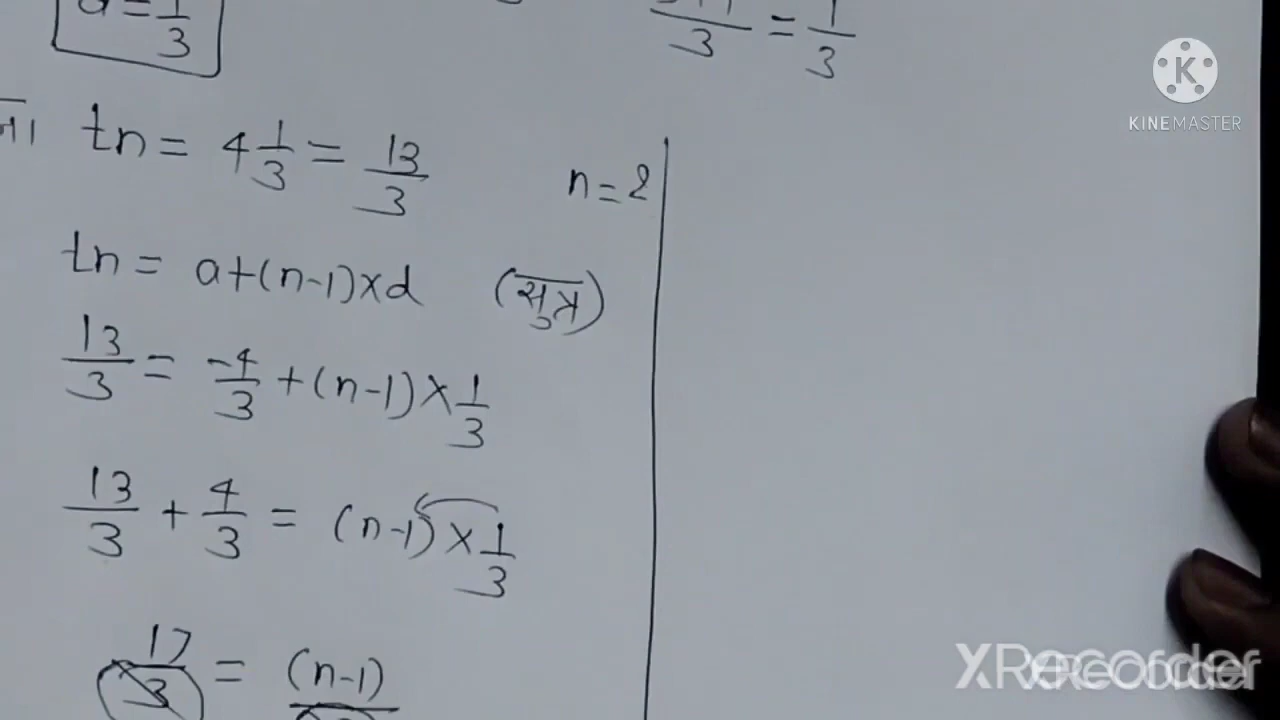 d = 1/3
/3 = 1/3
tn = 4 1/3 = 13/3
n = ?
tn = a+(n-1)×d (सुत्र)
13/3 = -4/3 + (n-1) × 1/3
13/3 + 4/3 = (n-1) × 1/3
17/3 = (n-1)
KINEMASTER
XRecorder